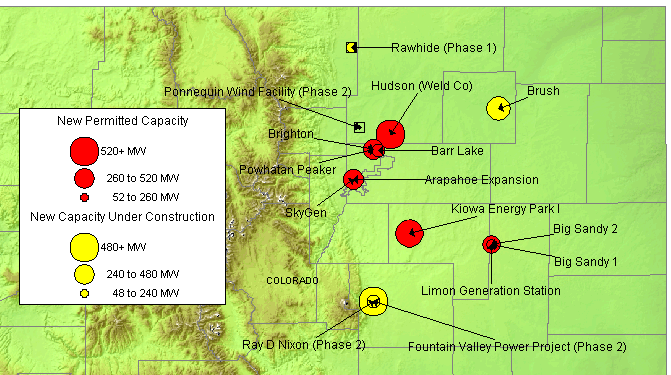 Rawhide (Phase 1)
Ponnequin Wind Facility (Phase 2)
Hudson (Weld Co)
Brush
Brighton
Barr Lake
Powhatan Peaker
Arapahoe Expansion
SkyGen
Kiowa Energy Park I
Big Sandy 2
Big Sandy 1
Limon Generation Station
COLORADO
Ray D Nixon (Phase 2)
Fountain Valley Power Project (Phase 2)
New Permitted Capacity
520+ MW
260 to 520 MW
52 to 260 MW
New Capacity Under Construction
480+ MW
240 to 480 MW
48 to 240 MW